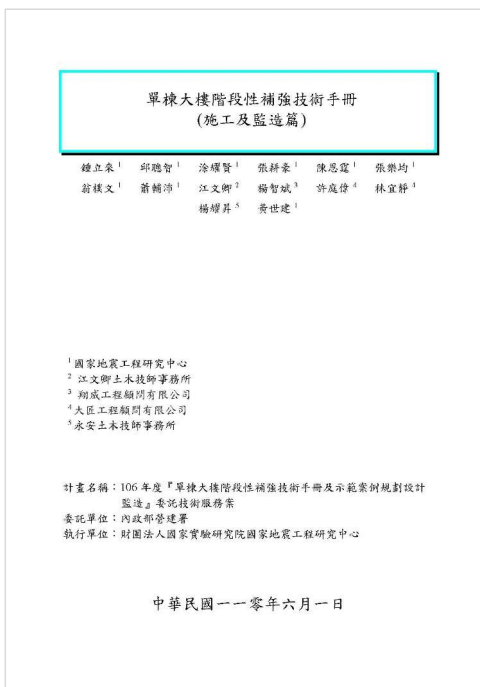 單棟大樓階段性補強技術手冊
(施工及監造篇)
鍾立來¹ 邱聰智¹ 涂耀賢¹ 張耕豪¹ 陳恩霆¹ 張樂均¹
翁樸文¹ 蕭輔沛¹ 江文卿² 楊智斌³ 許庭偉⁴ 林宜靜⁴
楊耀昇⁵ 黃世建¹
¹ 國家地震工程研究中心
² 江文卿土木技師事務所
³ 翔成工程顧問有限公司
⁴ 大匠工程顧問有限公司
⁵ 永安土木技師事務所
計畫名稱：106 年度『單棟大樓階段性補強技術手冊及示範案例規劃設計
監造』委託技術服務案
委託單位：內政部營建署
執行單位：財團法人國家實驗研究院國家地震工程研究中心
中華民國一一零年六月一日